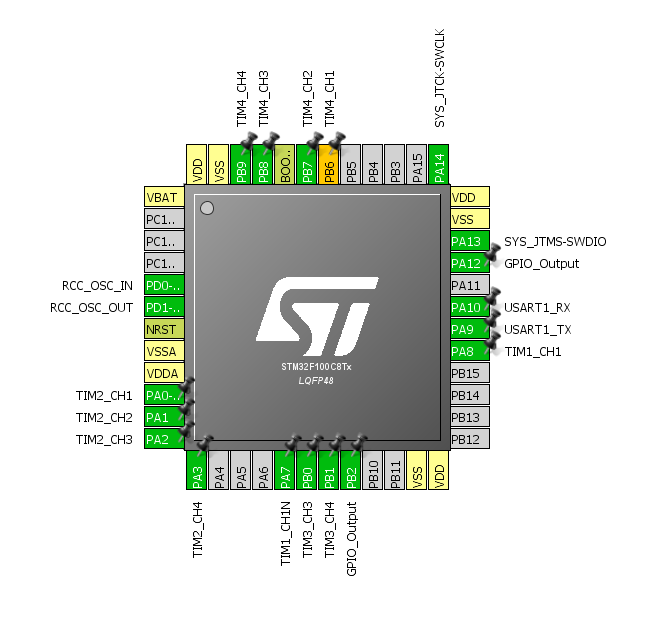 TIM4_CH4
TIM4_CH3
TIM4_CH2
TIM4_CH1
SYS_JTCK-SWCLK
VDD
VSS
PB9
PB8
BOO..
PB7
PB6
PB5
PB4
PB3
PA15
PA14
VBAT
PC1..
PC1..
PC1..
RCC_OSC_IN PD0-..
RCC_OSC_OUT PD1-..
NRST
VSSA
VDDA
TIM2_CH1 PA0-..
TIM2_CH2 PA1
TIM2_CH3 PA2
ST
STM32F100C8Tx
LQFP48
VDD
VSS
PA13 SYS_JTMS-SWDIO
PA12 GPIO_Output
PA11
PA10 USART1_RX
PA9 USART1_TX
PA8 TIM1_CH1
PB15
PB14
PB13
PB12
PA3
PA4
PA5
PA6
PA7
PB0
PB1
PB2
PB10
PB11
VSS
VDD
TIM2_CH4
TIM1_CH1N
TIM3_CH3
TIM3_CH4
GPIO_Output